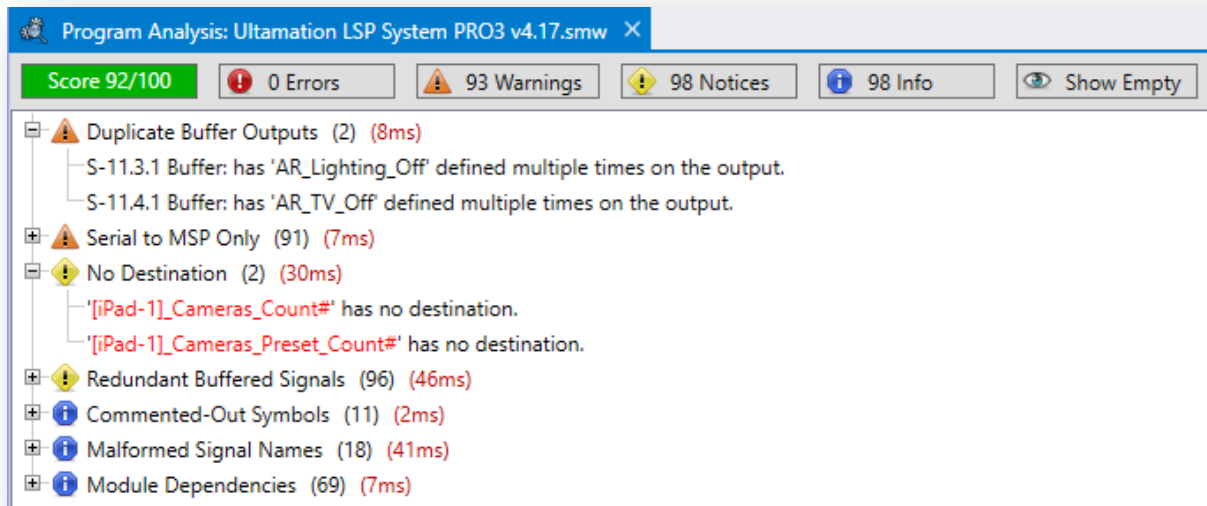 Program Analysis: Ultamation LSP System PRO3 v4.17.smw
Score 92/100 0 Errors 93 Warnings 98 Notices 98 Info Show Empty
Duplicate Buffer Outputs (2) (8ms)
S-11.3.1 Buffer: has 'AR_Lighting_Off' defined multiple times on the output.
S-11.4.1 Buffer: has 'AR_TV_Off' defined multiple times on the output.
Serial to MSP Only (91) (7ms)
No Destination (2) (30ms)
'[iPad-1]_Cameras_Count#' has no destination.
'[iPad-1]_Cameras_Preset_Count#' has no destination.
Redundant Buffered Signals (96) (46ms)
Commented-Out Symbols (11) (2ms)
Malformed Signal Names (18) (41ms)
Module Dependencies (69) (7ms)